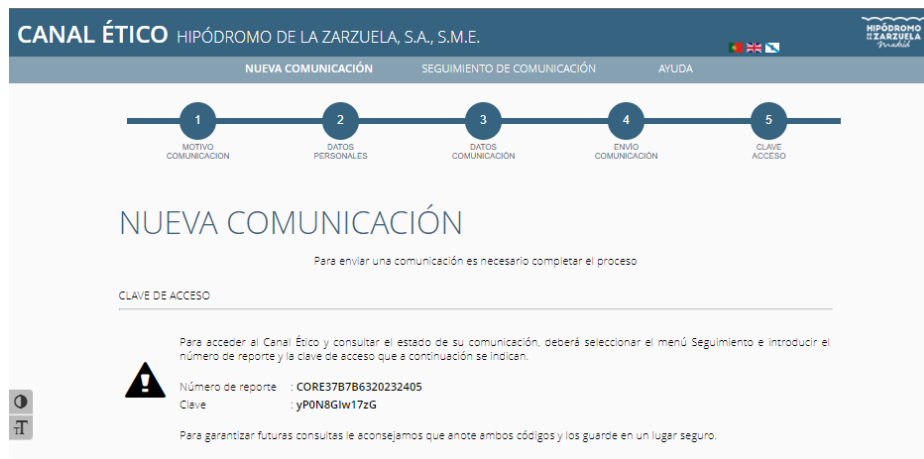 CANAL ÉTICO HIPÓDROMO DE LA ZARZUELA, S.A., S.M.E.
HIPÓDROMO
ZARZUELA
Madrid
NUEVA COMUNICACIÓN SEGUIMIENTO DE COMUNICACIÓN AYUDA
1 2 3 4 5
MOTIVO COMUNICACION
DATOS PERSONALES
DATOS COMUNICACIÓN
ENVÍO COMUNICACIÓN
CLAVE ACCESO
NUEVA COMUNICACIÓN
Para enviar una comunicación es necesario completar el proceso
CLAVE DE ACCESO
Para acceder al Canal Ético y consultar el estado de su comunicación, deberá seleccionar el menú Seguimiento e introducir el
número de reporte y la clave de acceso que a continuación se indican.
Número de reporte : CORE37B7B6320232405
Clave : yP0N8GIw17zG
Para garantizar futuras consultas le aconsejamos que anote ambos códigos y los guarde en un lugar seguro.
TT